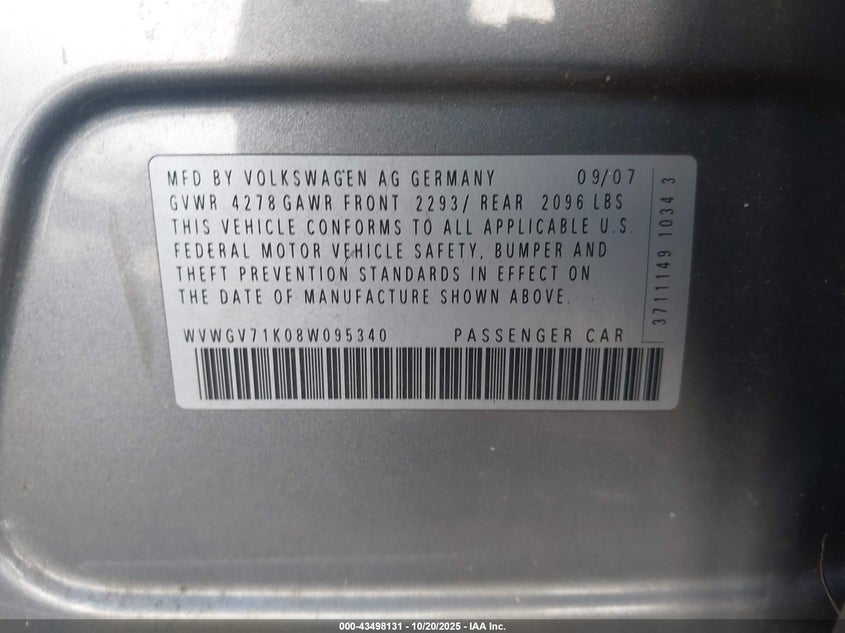 MFD BY VOLKSWAGEN AG GERMANY 09/07
GVWR 4278 GAWR FRONT 2293/ REAR 2096 LBS
THIS VEHICLE CONFORMS TO ALL APPLICABLE U.S.
FEDERAL MOTOR VEHICLE SAFETY, BUMPER AND
THEFT PREVENTION STANDARDS IN EFFECT ON
THE DATE OF MANUFACTURE SHOWN ABOVE.
WVWGV71K08W095340 PASSENGER CAR
3711149 1034 3
000-43498131 - 10/20/2025 - IAA Inc.